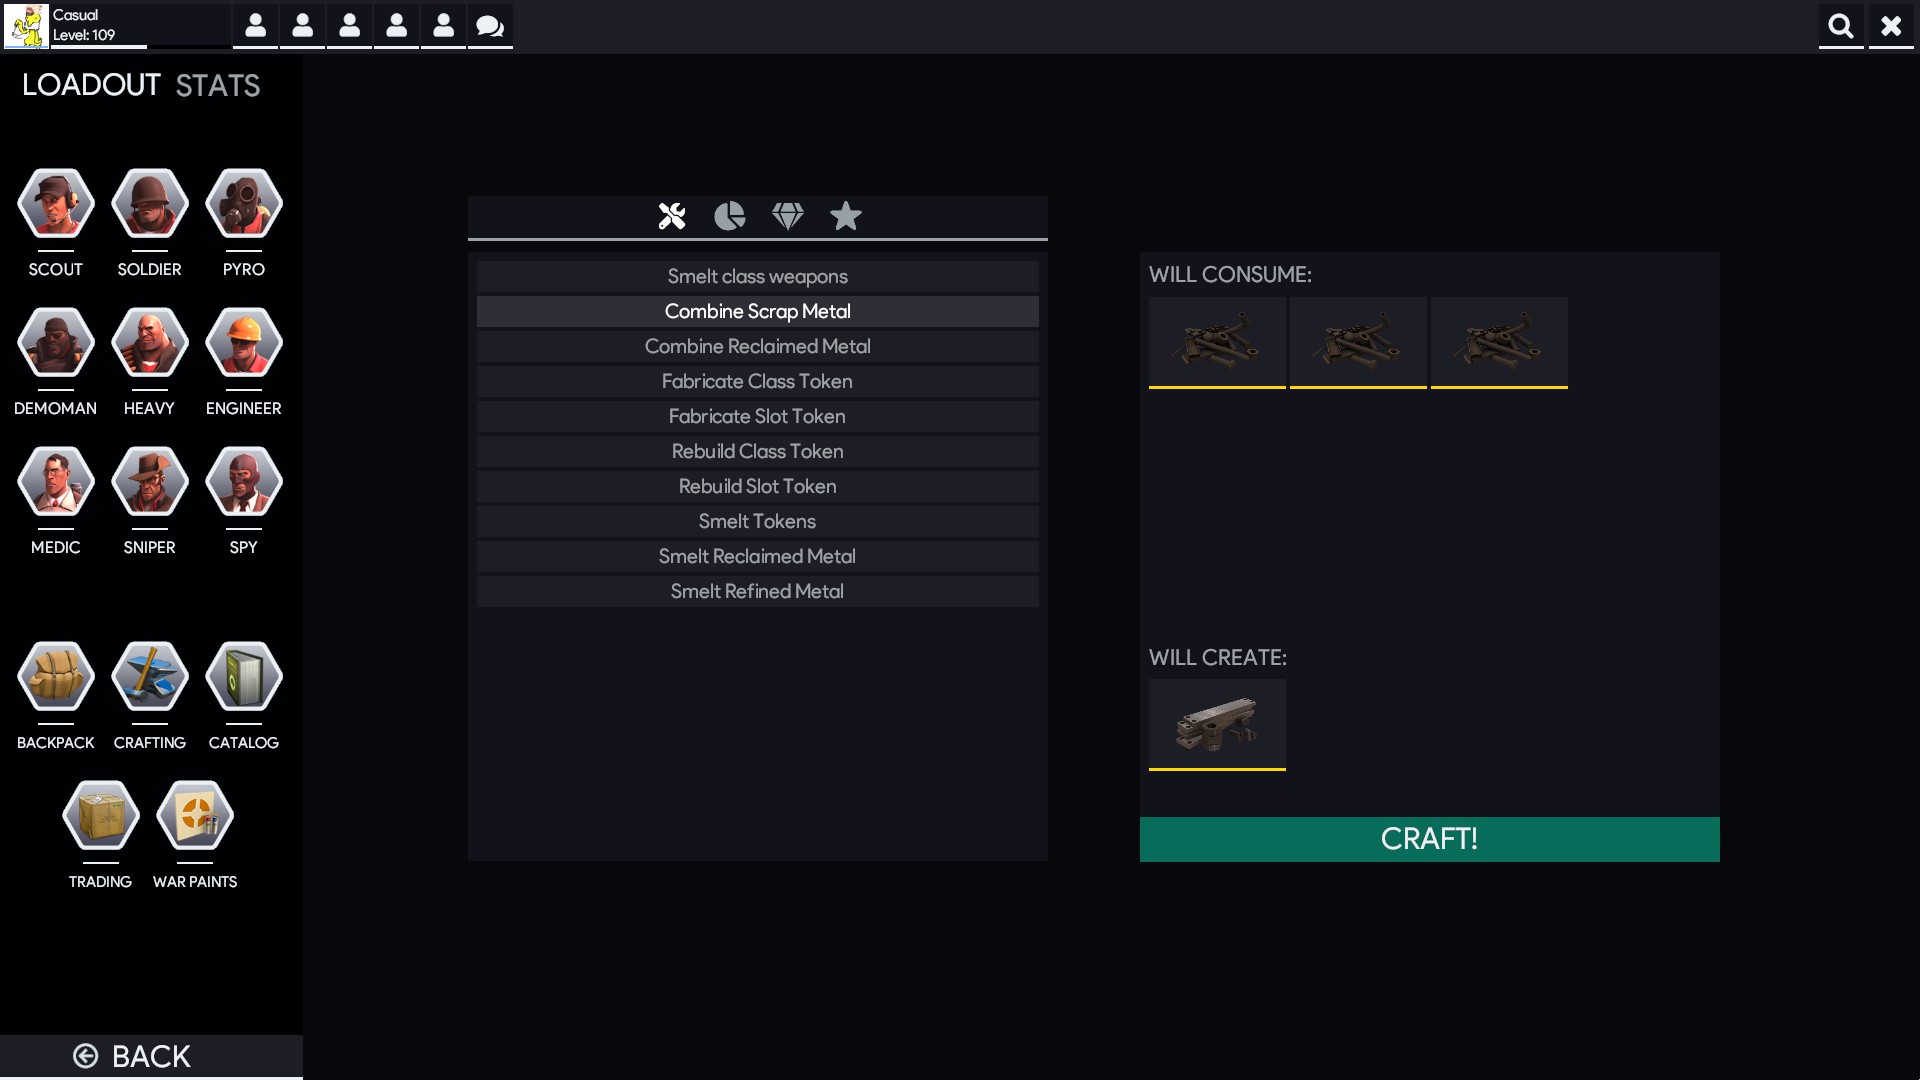 Casual
Level: 109
LOADOUT STATS
SCOUT SOLDIER PYRO
DEMOMAN HEAVY ENGINEER
MEDIC SNIPER SPY
BACKPACK CRAFTING CATALOG
TRADING WAR PAINTS
BACK
Smelt class weapons
Combine Scrap Metal
Combine Reclaimed Metal
Fabricate Class Token
Fabricate Slot Token
Rebuild Class Token
Rebuild Slot Token
Smelt Tokens
Smelt Reclaimed Metal
Smelt Refined Metal
WILL CONSUME:
WILL CREATE:
CRAFT!